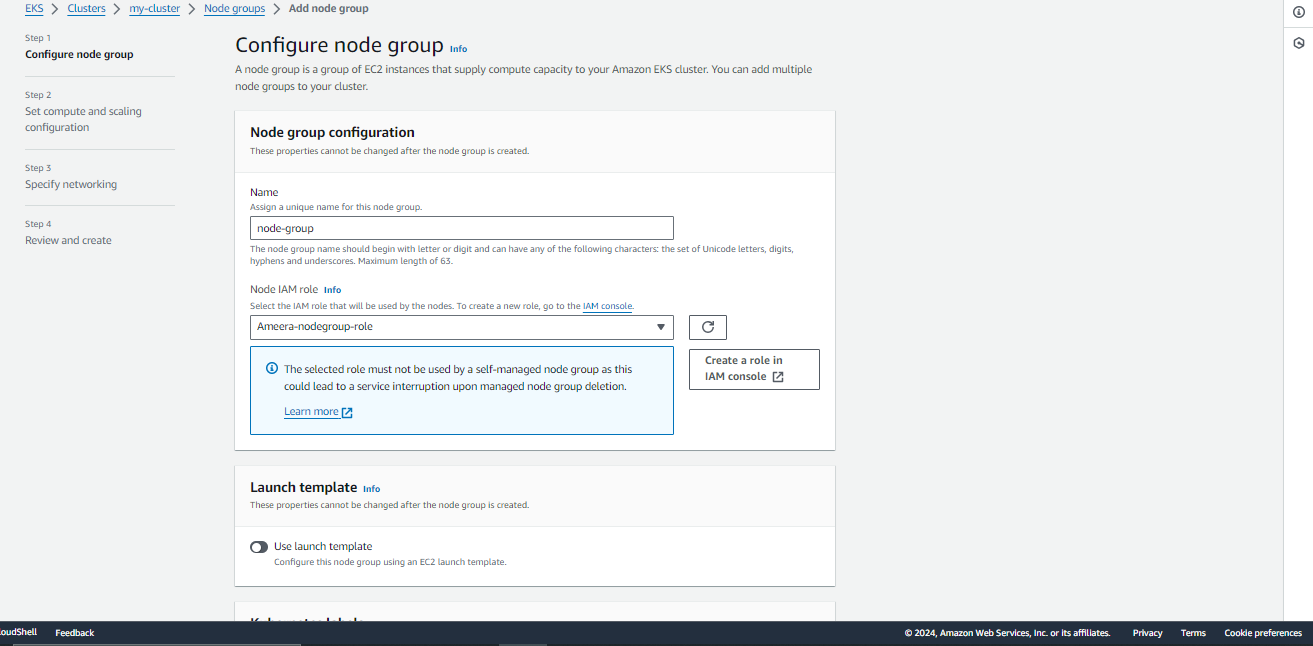 EKS > Clusters > my-cluster > Node groups > Add node group
Step 1
Configure node group
Step 2
Set compute and scaling
configuration
Step 3
Specify networking
Step 4
Review and create
Configure node group Info
A node group is a group of EC2 instances that supply compute capacity to your Amazon EKS cluster. You can add multiple
node groups to your cluster.
Node group configuration
These properties cannot be changed after the node group is created.
Name
Assign a unique name for this node group.
node-group
The node group name should begin with letter or digit and can have any of the following characters: the set of Unicode letters, digits,
hyphens and underscores. Maximum length of 63.
Node IAM role Info
Select the IAM role that will be used by the nodes. To create a new role, go to the IAM console.
Ameera-nodegroup-role
The selected role must not be used by a self-managed node group as this
could lead to a service interruption upon managed node group deletion.
Learn more
Create a role in
IAM console
Launch template Info
These properties cannot be changed after the node group is created.
Use launch template
Configure this node group using an EC2 launch template.
oudShell Feedback © 2024, Amazon Web Services, Inc. or its affiliates. Privacy Terms Cookie preferences